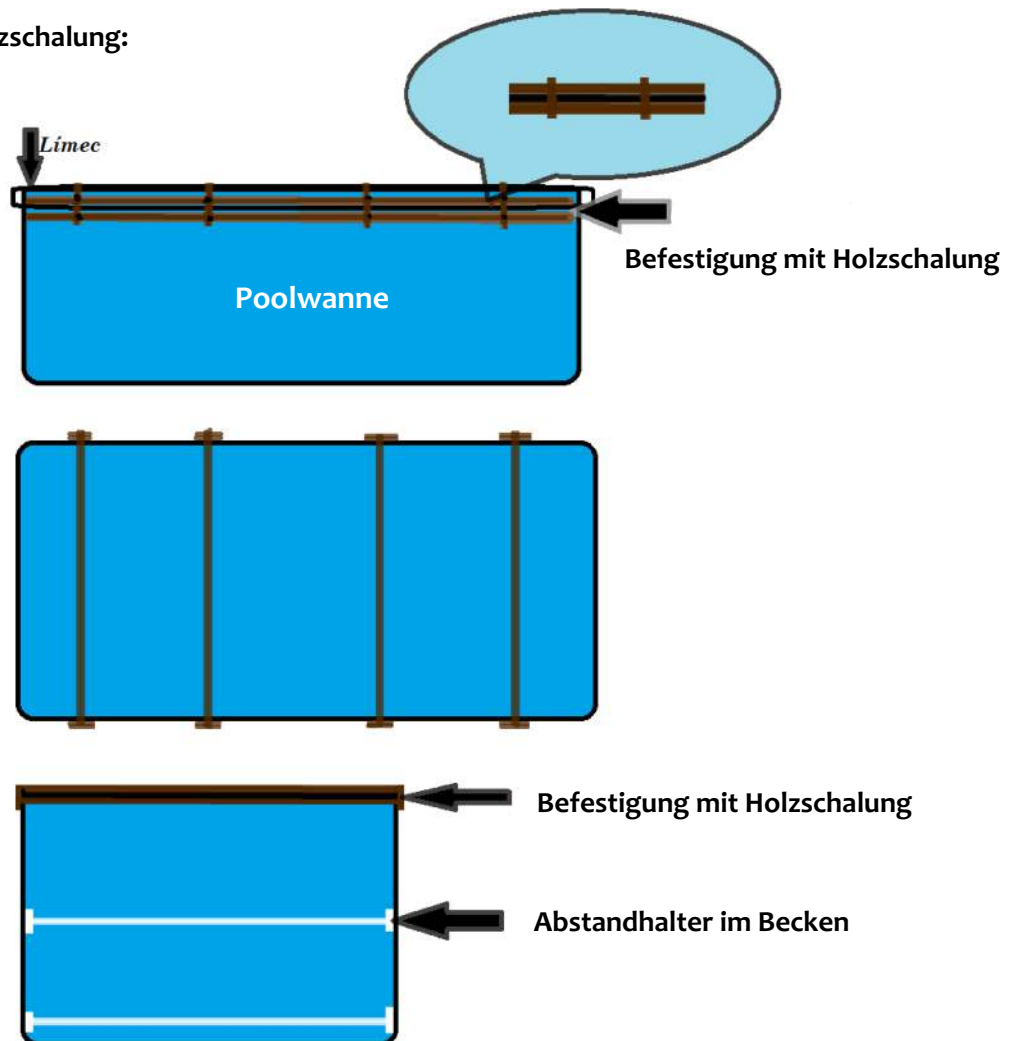 zschalung:
Límec
Befestigung mit Holzschalung
Poolwanne
Befestigung mit Holzschalung
Abstandhalter im Becken